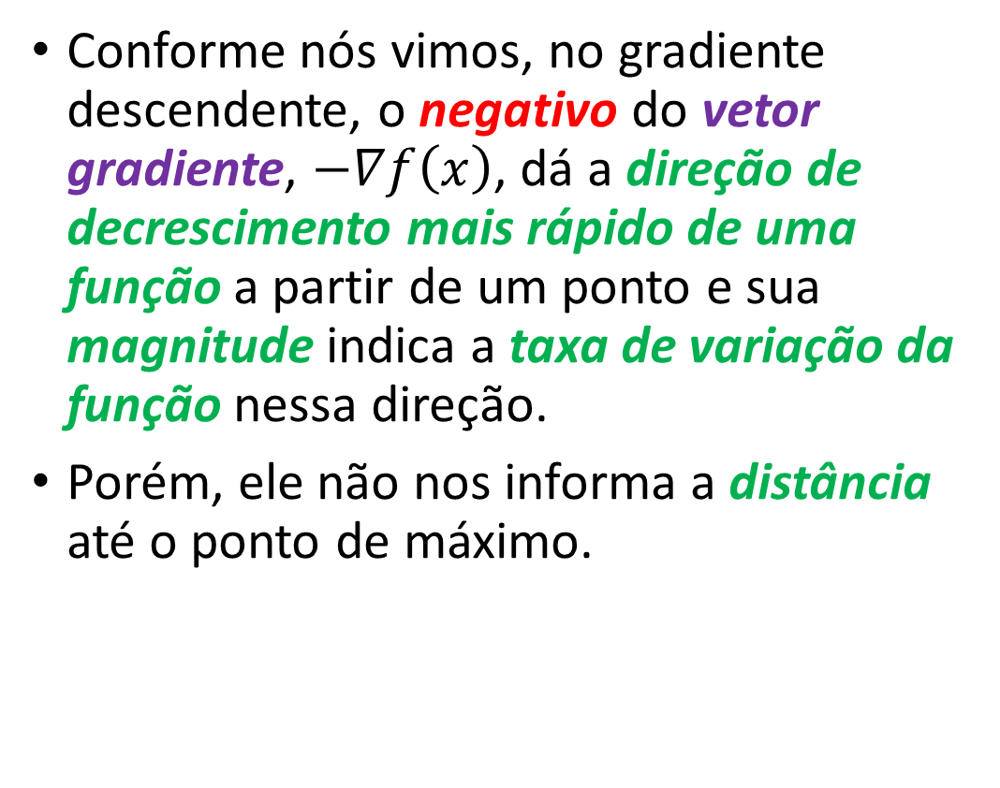 • Conforme nós vimos, no gradiente
descendente, o negativo do vetor
gradiente, −∇f(x), dá a direção de
decrescimento mais rápido de uma
função a partir de um ponto e sua
magnitude indica a taxa de variação da
função nessa direção.
• Porém, ele não nos informa a distância
até o ponto de máximo.